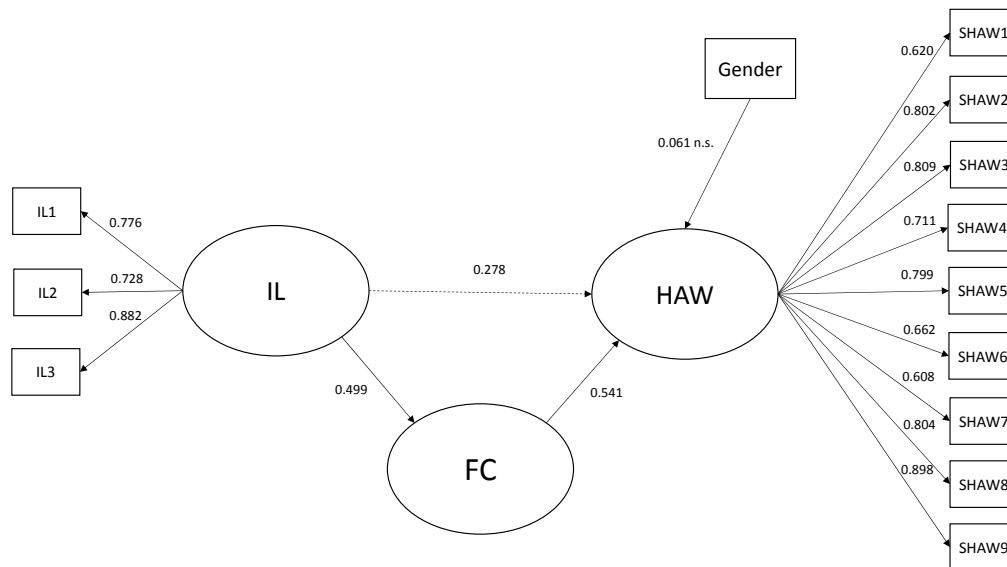 SHAW1
0.620
Gender
SHAW2
0.802
0.061 n.s.
SHAW3
0.809
IL1
0.776
SHAW4
0.711
IL2
0.728
IL
0.278
HAW
SHAW5
0.799
0.882
SHAW6
0.662
IL3
0.499
0.541
0.608
SHAW7
0.804
FC
SHAW8
0.898
SHAW9